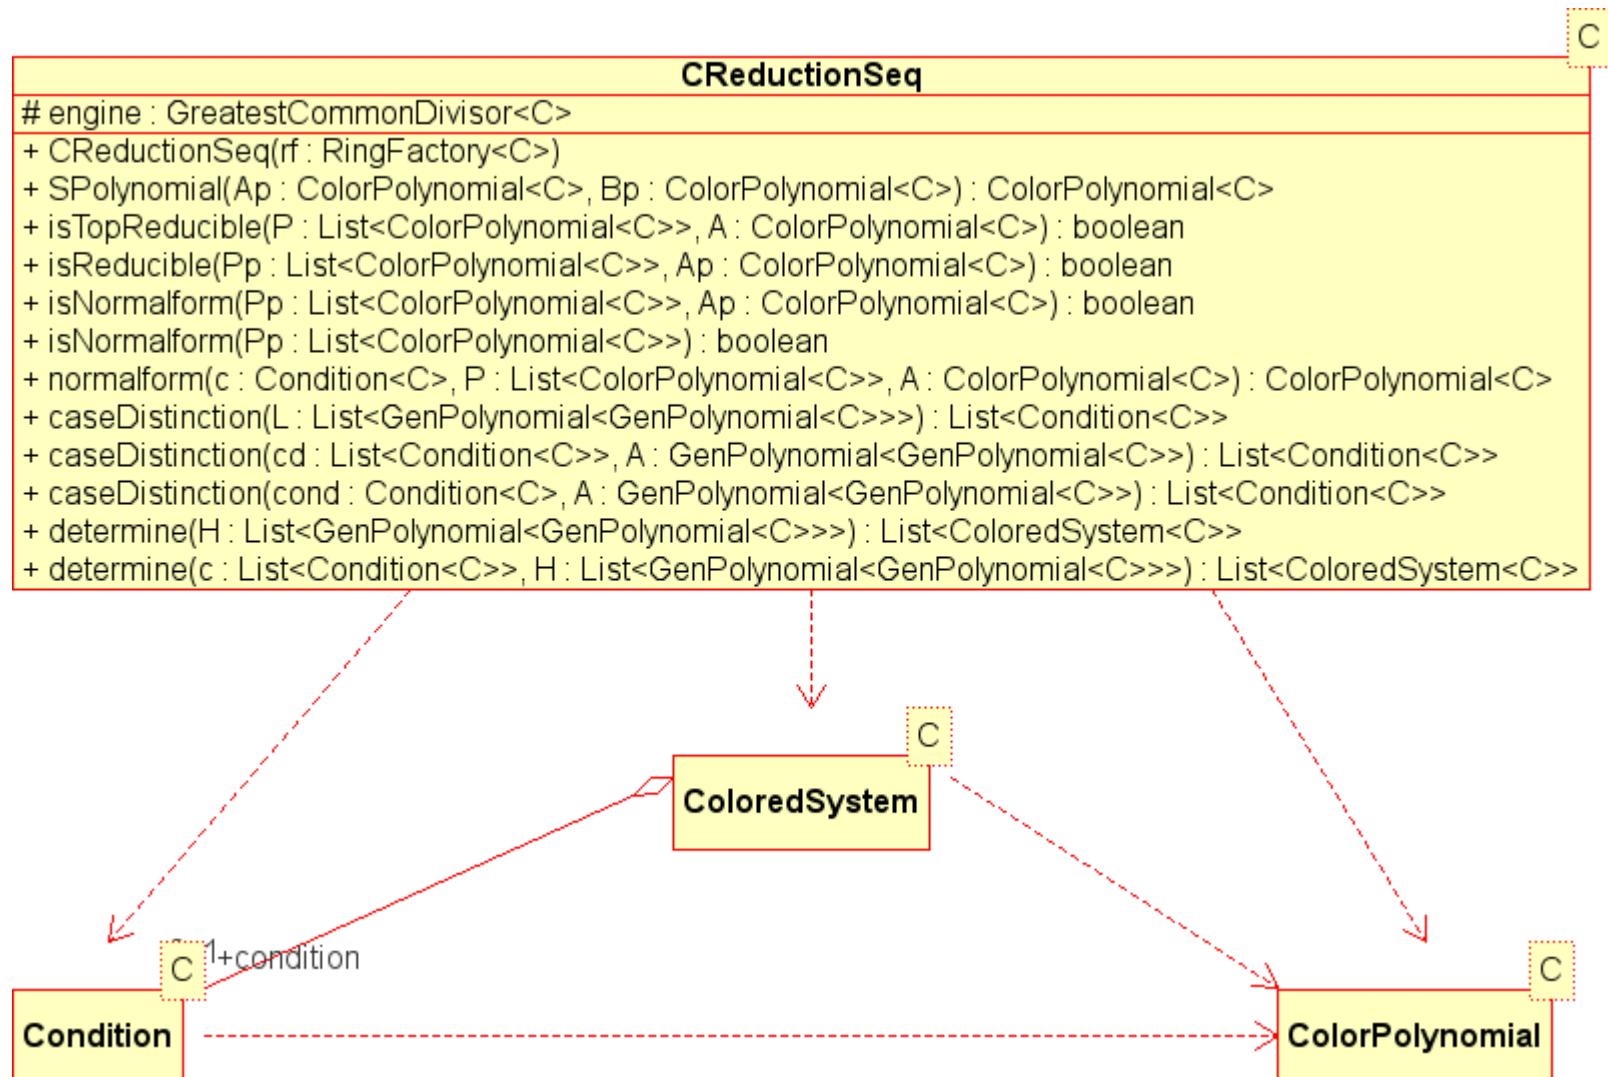 C
CReductionSeq
# engine : GreatestCommonDivisor<C>
+ CReductionSeq(rf : RingFactory<C>)
+ SPolynomial(Ap : ColorPolynomial<C>, Bp : ColorPolynomial<C>) : ColorPolynomial<C>
+ isTopReducible(P : List<ColorPolynomial<C>>, A : ColorPolynomial<C>) : boolean
+ isReducible(Pp : List<ColorPolynomial<C>>, Ap : ColorPolynomial<C>) : boolean
+ isNormalform(Pp : List<ColorPolynomial<C>>, Ap : ColorPolynomial<C>) : boolean
+ isNormalform(Pp : List<ColorPolynomial<C>>) : boolean
+ normalform(c : Condition<C>, P : List<ColorPolynomial<C>>, A : ColorPolynomial<C>) : ColorPolynomial<C>
+ caseDistinction(L : List<GenPolynomial<GenPolynomial<C>>>) : List<Condition<C>>
+ caseDistinction(cd : List<Condition<C>>, A : GenPolynomial<GenPolynomial<C>>) : List<Condition<C>>
+ caseDistinction(cond : Condition<C>, A : GenPolynomial<GenPolynomial<C>>) : List<Condition<C>>
+ determine(H : List<GenPolynomial<GenPolynomial<C>>>) : List<ColoredSystem<C>>
+ determine(c : List<Condition<C>>, H : List<GenPolynomial<GenPolynomial<C>>>) : List<ColoredSystem<C>>
C
ColoredSystem
C
+condition
C
Condition
ColorPolynomial